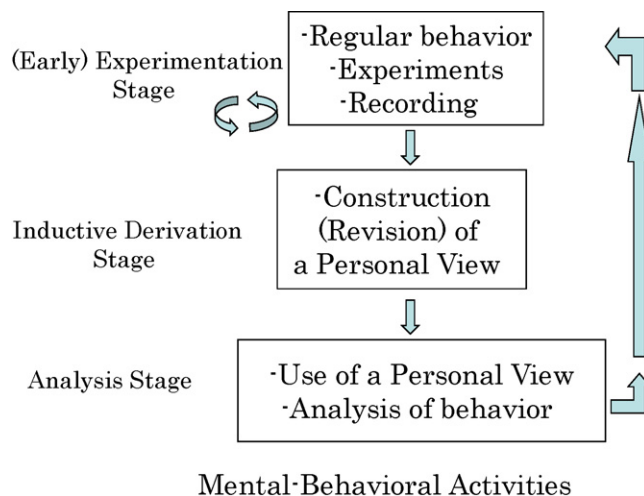 (Early) Experimentation
Stage
-Regular behavior
-Experiments
-Recording
Inductive Derivation
Stage
-Construction
(Revision) of
a Personal View
Analysis Stage
-Use of a Personal View
-Analysis of behavior
Mental-Behavioral Activities